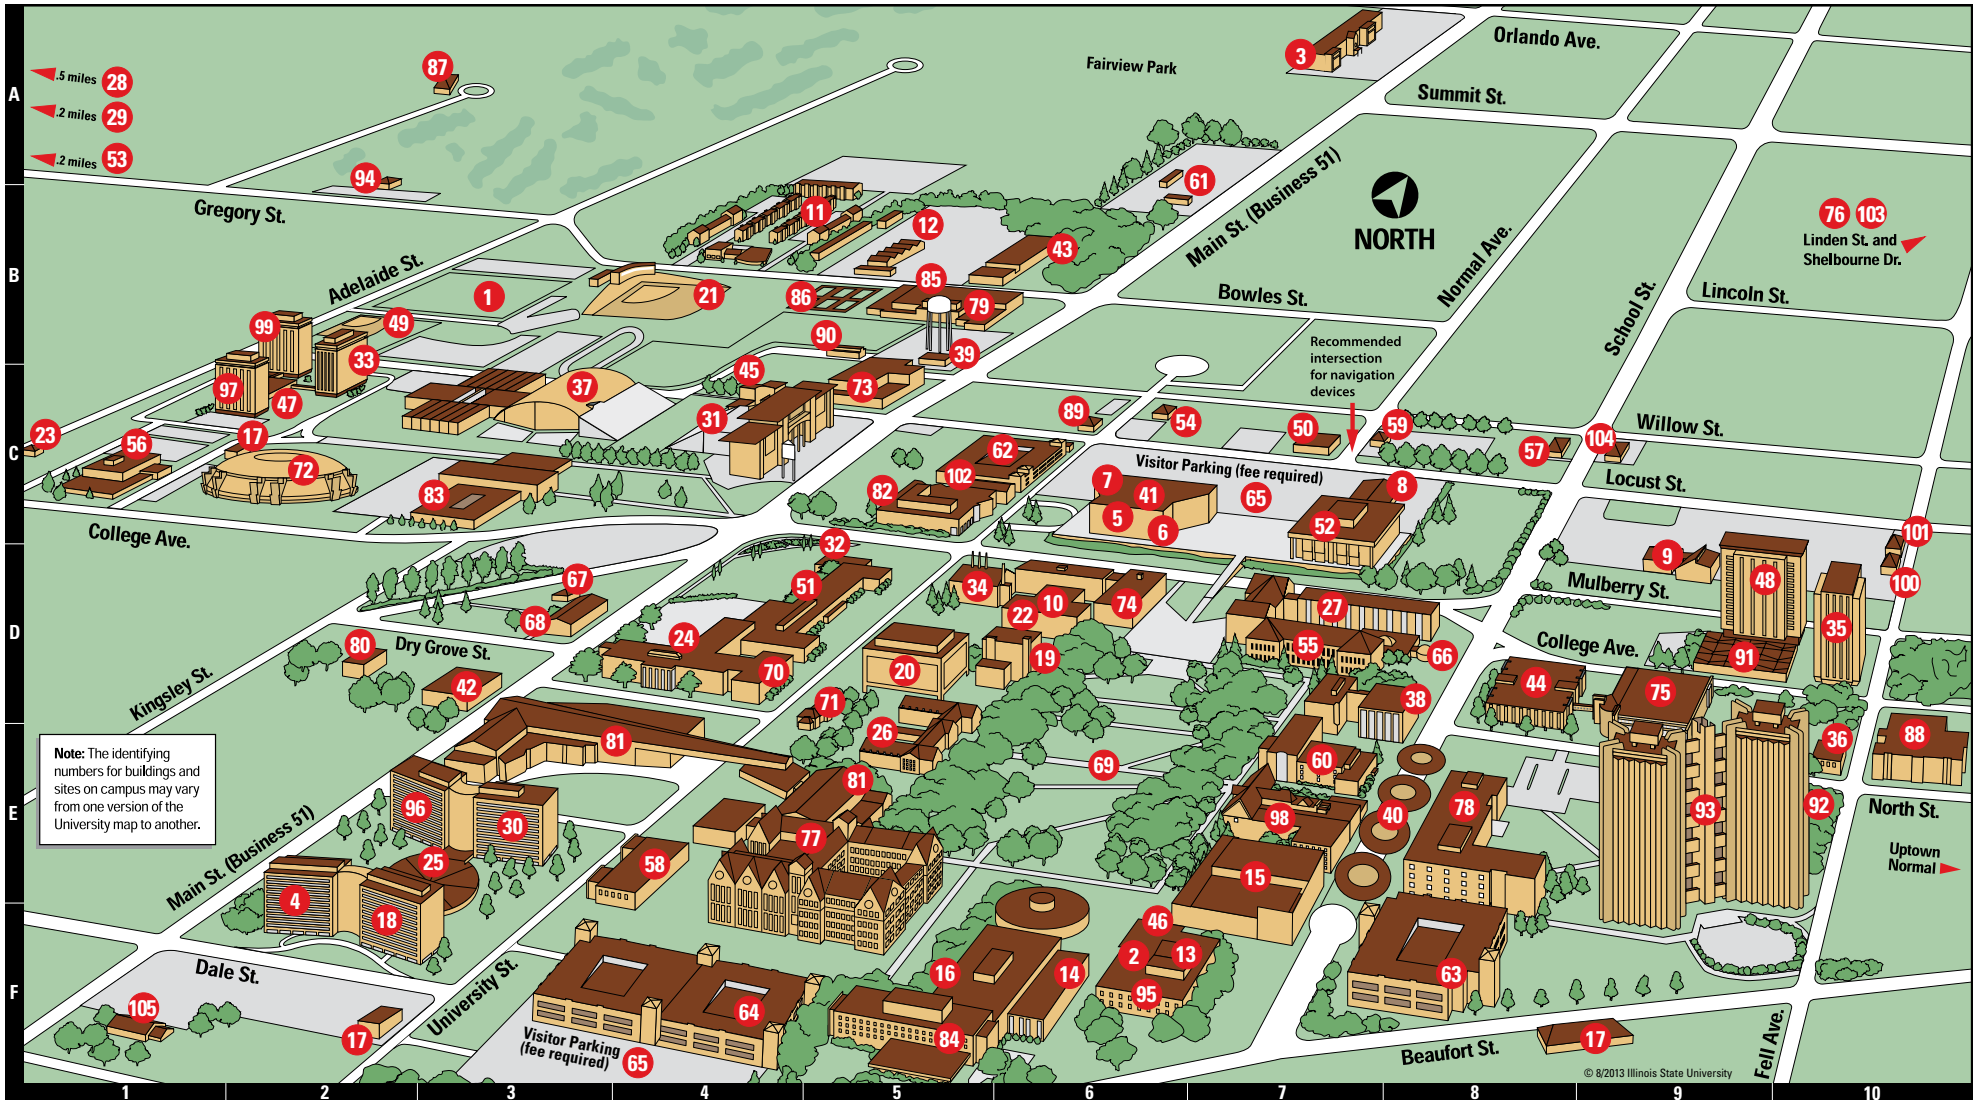 A
B
C
D
E
F
1
2
3
4
5
6
7
8
9
10
.5 miles 28
.2 miles 29
.2 miles 53
87
94
3
Fairview Park
Orlando Ave.
Summit St.
61
11
12
43
Main St. (Business 51)
NORTH
Normal Ave.
76 103
Linden St. and
Shelbourne Dr.
Gregory St.
Adelaide St.
1
21
86
85
79
Bowles St.
School St.
Lincoln St.
99
49
33
97
47
37
90
39
45
73
31
Recommended
intersection
for navigation
devices
89
54
50
59
57
104
Willow St.
Locust St.
23
56
17
72
83
62
102
82
Visitor Parking (fee required)
7
41
65
5
6
8
52
College Ave.
32
67
68
51
34
10
22
74
27
9
48
101
100
Mulberry St.
College Ave.
35
91
80
Dry Grove St.
42
24
70
20
19
55
66
38
44
75
Kingsley St.
71
26
81
69
60
36
88
Note: The identifying
numbers for buildings and
sites on campus may vary
from one version of the
University map to another.
96
30
25
81
77
58
98
40
78
93
92
North St.
Uptown
Normal
Main St. (Business 51)
4
18
15
46
2
13
95
16
14
84
64
63
Dale St.
105
17
University St.
Visitor Parking
(fee required) 65
Beaufort St.
17
Fell Ave.
© 8/2013 Illinois State University